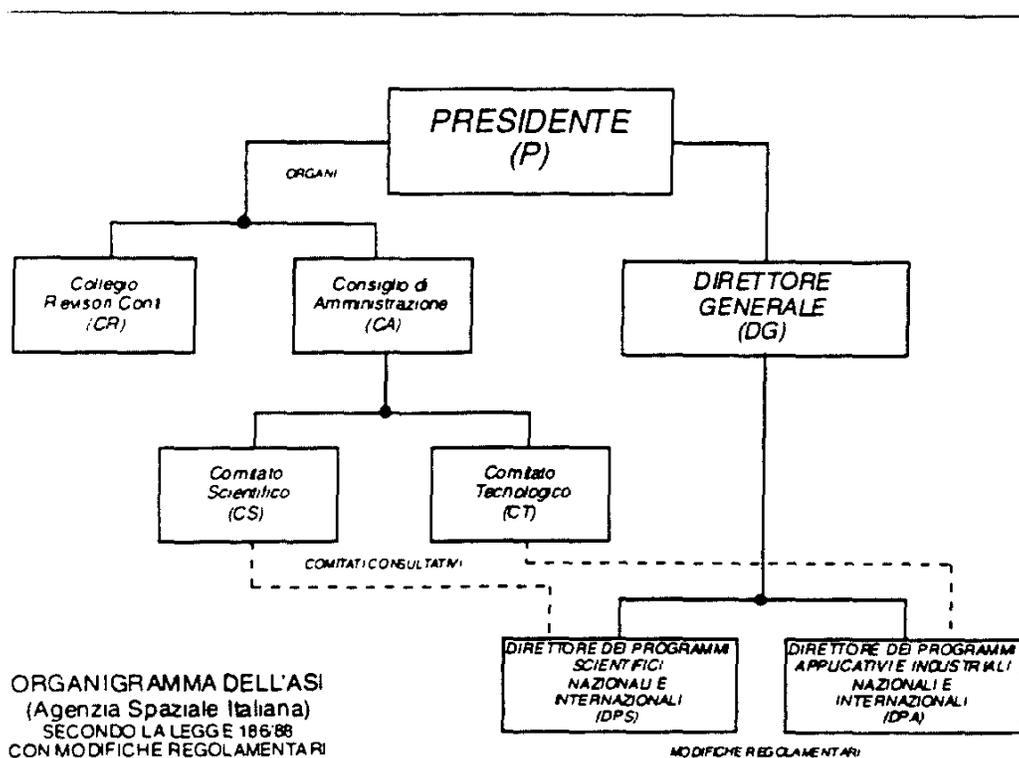 PRESIDENTE
(P)
ORGANI
Collegio
Revisori Conti
(CR)
Consiglio di
Amministrazione
(CA)
DIRETTORE
GENERALE
(DG)
Comitato
Scientifico
(CS)
Comitato
Tecnologico
(CT)
COMITATI CONSULTATIVI
DIRETTORE DEI PROGRAMMI
SCIENTIFICI
NAZIONALI E
INTERNAZIONALI
(DPS)
DIRETTORE DEI PROGRAMMI
APPLICATIVI E INDUSTRIALI
NAZIONALI E
INTERNAZIONALI
(DPA)
ORGANIGRAMMA DELL'ASI
(Agenzia Spaziale Italiana)
SECONDO LA LEGGE 186/88
CON MODIFICHE REGOLAMENTARI
MODIFICHE REGOLAMENTARI